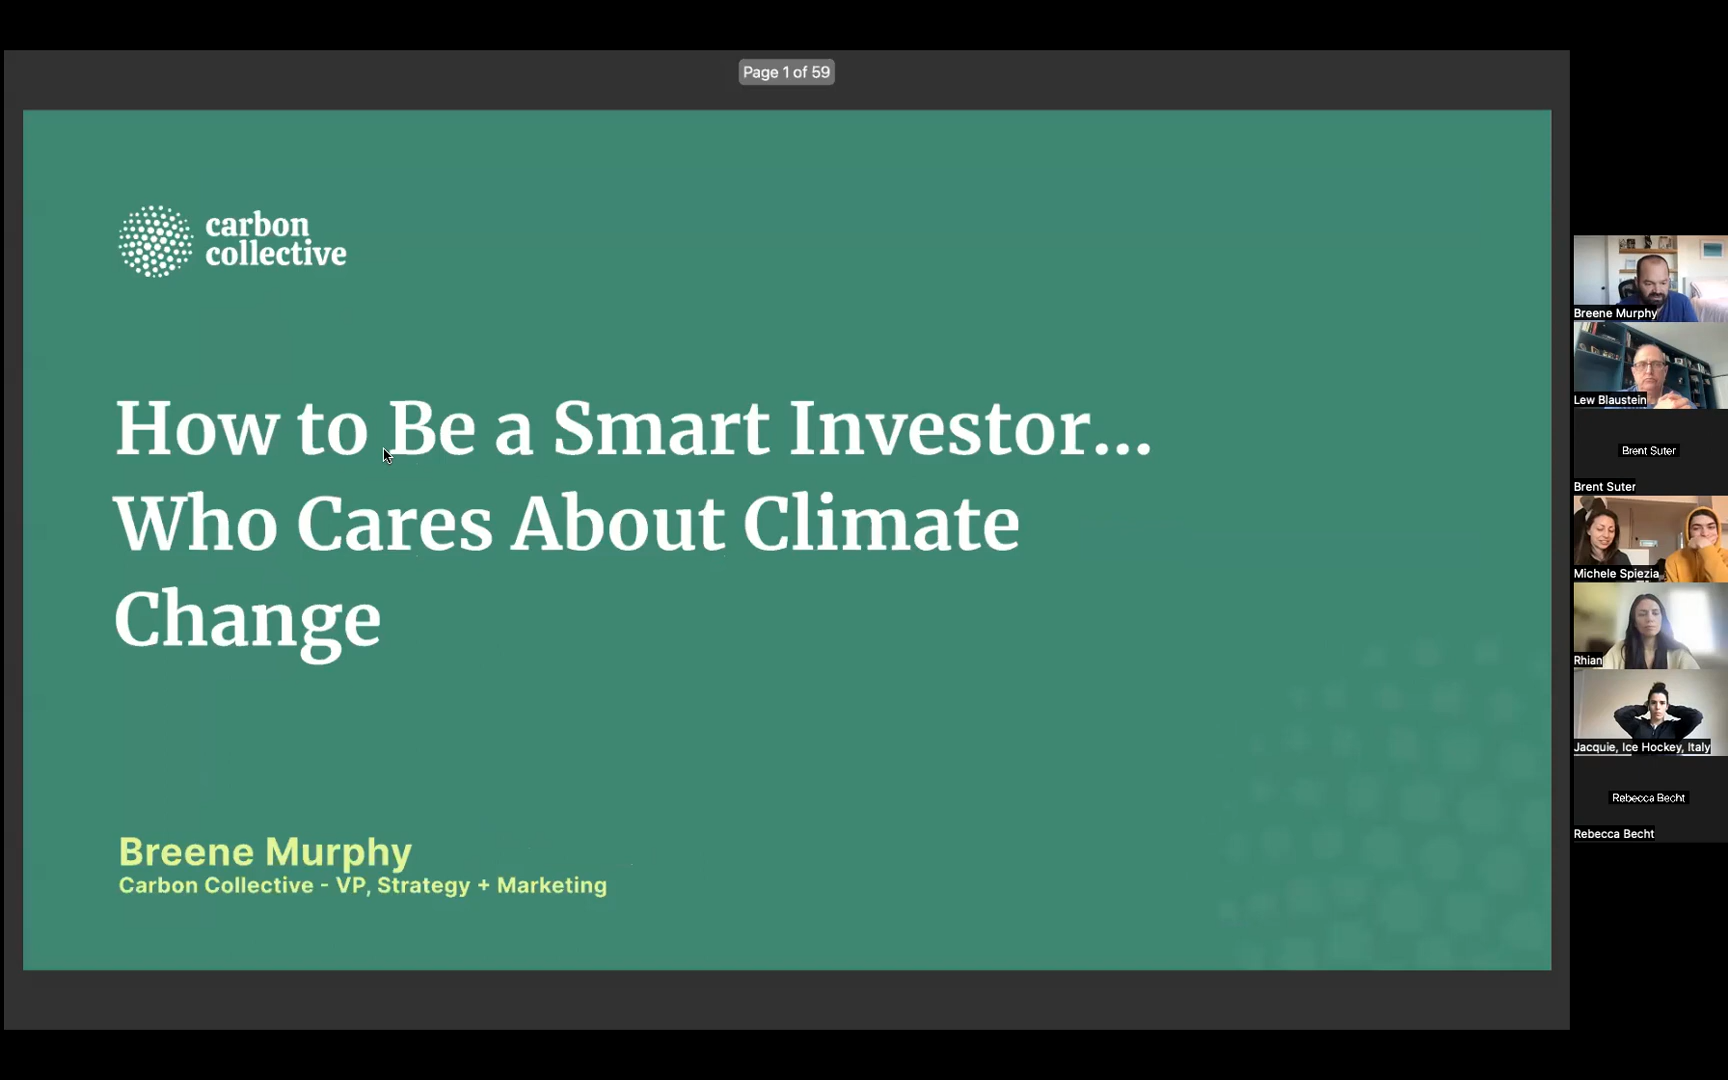 Page 1 of 59
carbon
collective
How to Be a Smart Investor...
Who Cares About Climate
Change
Breene Murphy
Carbon Collective - VP, Strategy + Marketing
Breene Murphy
Lew Blaustein
Brent Suter
Brent Suter
Michele Spiezia
Rhian
Jacquie, Ice Hockey, Italy
Rebecca Becht
Rebecca Becht